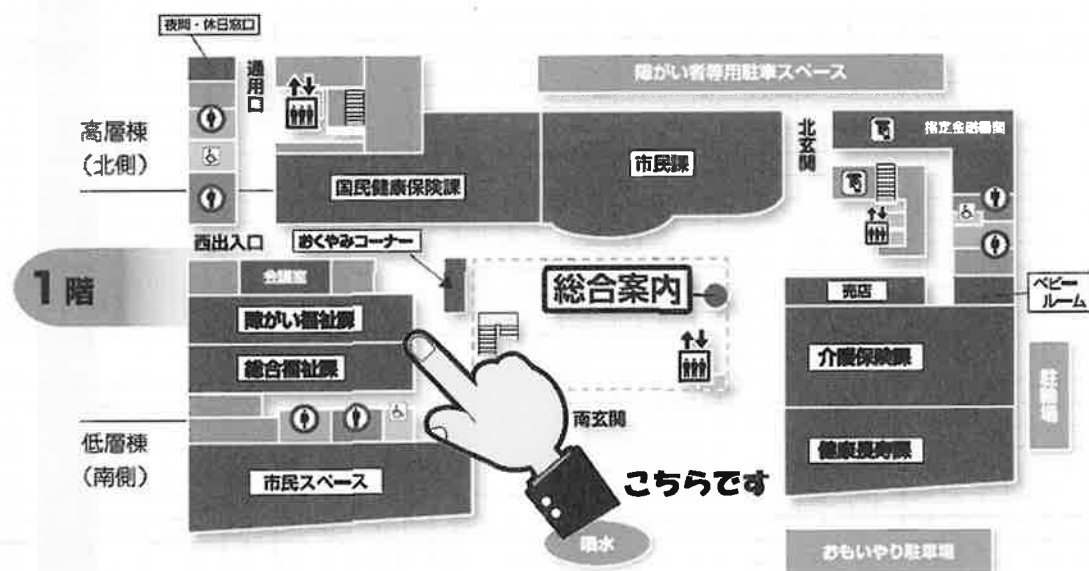 夜間・休日窓口
通用口
障がい者等用駐車スペース
高層棟
(北側)
北玄関
指定金融機関
市民課
国民健康保険課
西出入口
おくやみコーナー
1階
会議室
総合案内
売店
ベビー
ルーム
障がい福祉課
総合福祉課
介護保険課
駐輪場
南玄関
低層棟
(南側)
健康長寿課
市民スペース
こちらです
噴水
おもいやり駐車場